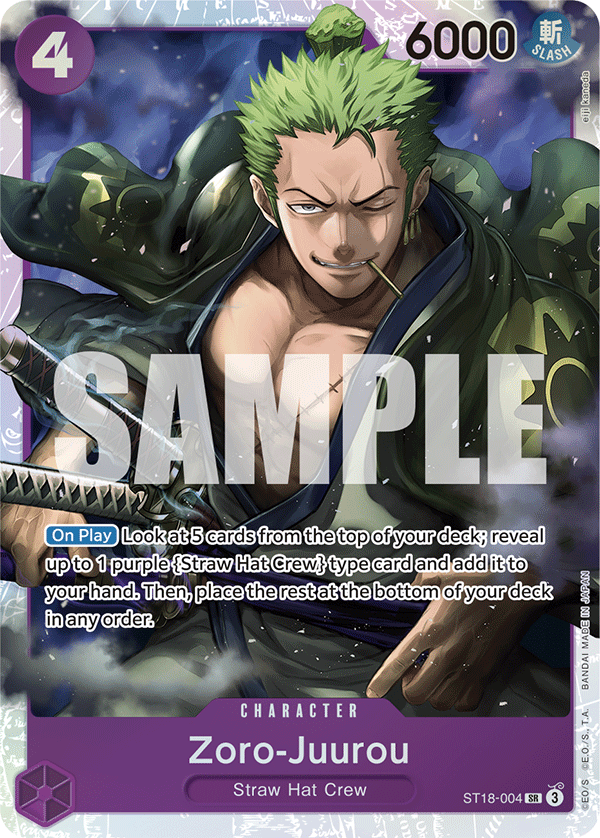 4
6000
斬
SLASH
eiji kaneda
SAMPLE
On Play Look at 5 cards from the top of your deck; reveal
up to 1 purple {Straw Hat Crew} type card and add it to
your hand. Then, place the rest at the bottom of your deck
in any order.
CHARACTER
Zoro-Juurou
Straw Hat Crew
ST18-004 SR 3
©EO/S ©E.O./S, T.A. BANDAI MADE IN JAPAN